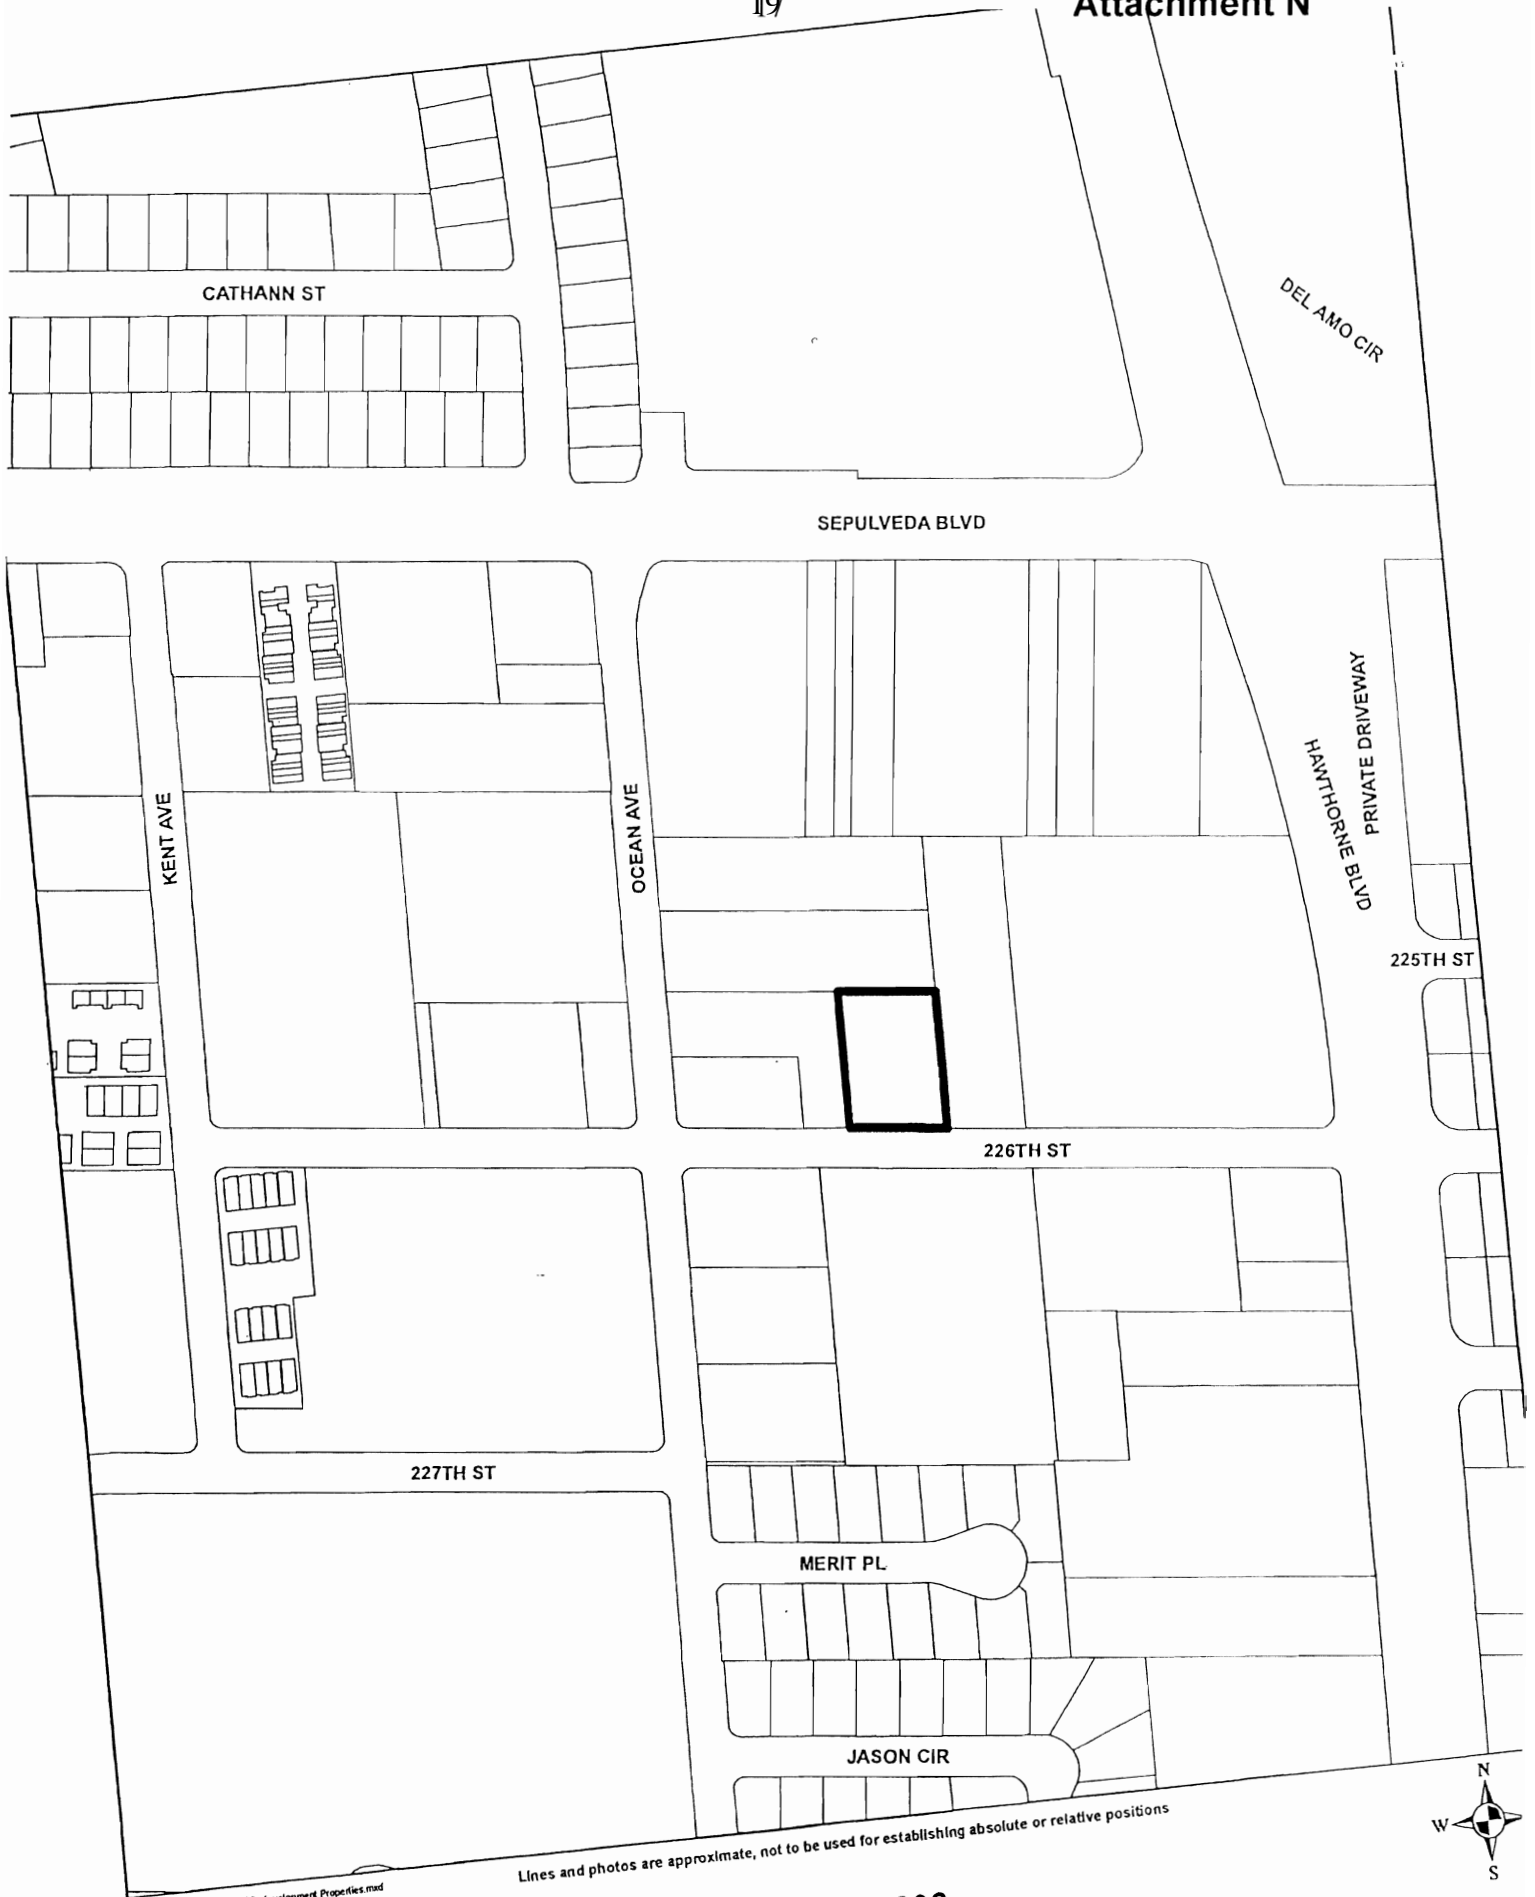 Attachment N
CATHANN ST
DEL AMO CIR
SEPULVEDA BLVD
PRIVATE DRIVEWAY
HAWTHORNE BLVD
KENT AVE
OCEAN AVE
225TH ST
226TH ST
227TH ST
MERIT PL
JASON CIR
N
W
S
Lines and photos are approximate, not to be used for establishing absolute or relative positions
Properties.mxd